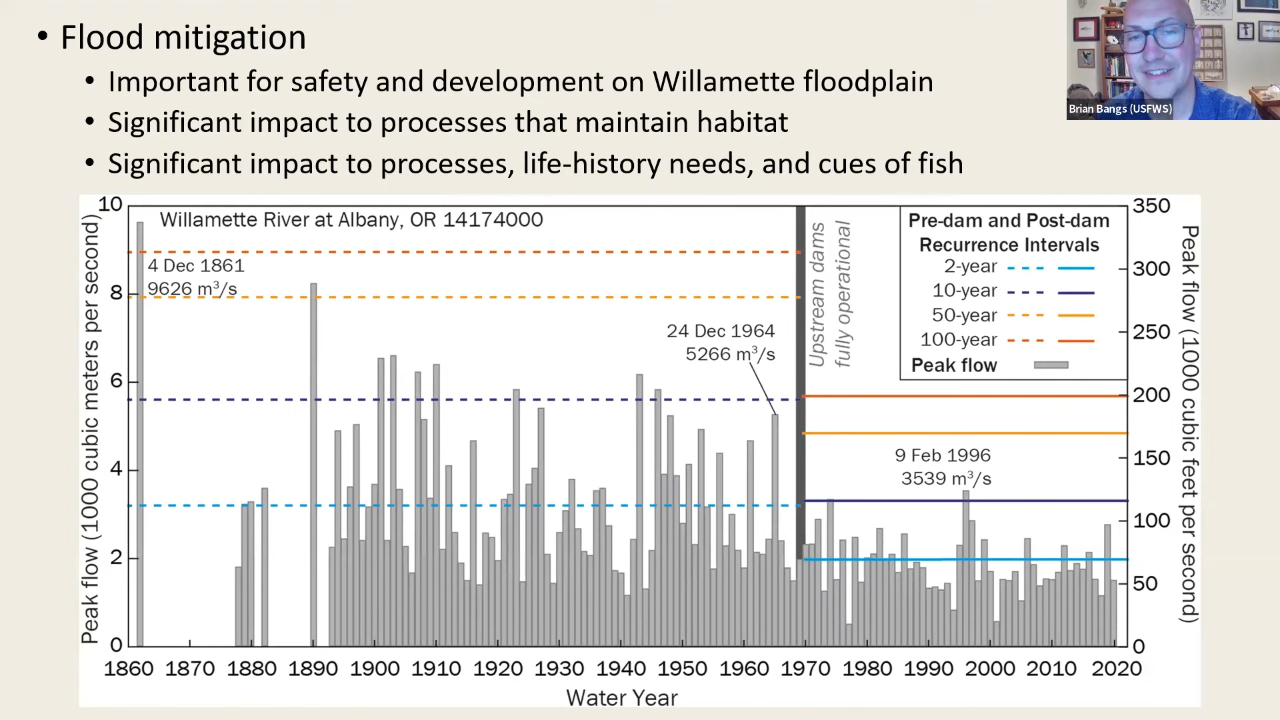 • Flood mitigation
• Important for safety and development on Willamette floodplain
• Significant impact to processes that maintain habitat
• Significant impact to processes, life-history needs, and cues of fish
Brian Bangs (USFWS)
Willamette River at Albany, OR 14174000
4 Dec 1861
9626 m³/s
24 Dec 1964
5266 m³/s
Upstream dams
fully operational
Pre-dam and Post-dam
Recurrence Intervals
2-year
10-year
50-year
100-year
Peak flow
9 Feb 1996
3539 m³/s
Peak flow (1000 cubic meters per second)
10
8
6
4
2
0
350
300
250
200
150
100
50
0
Peak flow (1000 cubic feet per second)
1860 1870 1880 1890 1900 1910 1920 1930 1940 1950 1960 1970 1980 1990 2000 2010 2020
Water Year